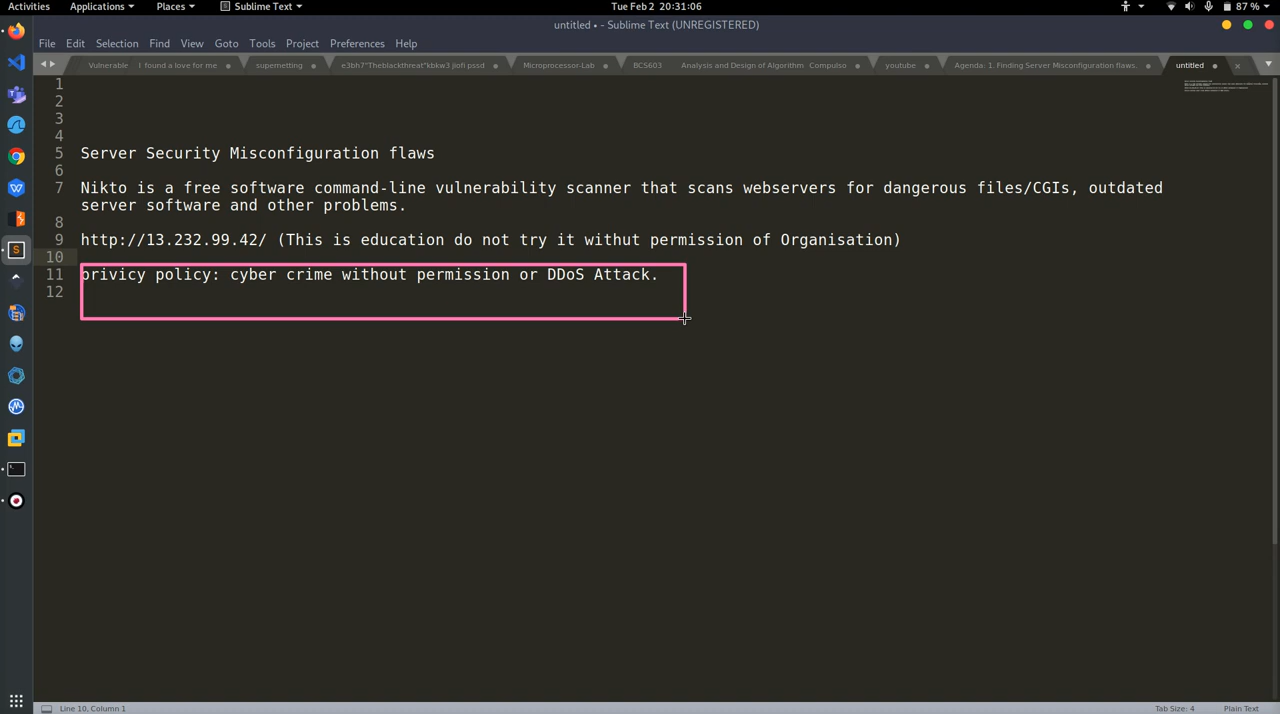 Activities Applications Places Sublime Text Tue Feb 2 20:31:06 87 %
untitled • - Sublime Text (UNREGISTERED)
File Edit Selection Find View Goto Tools Project Preferences Help
Vulnerable I found a love for me supernetting e3bh7"Theblackthreat"kbkw3 jiofi pssd Microprocessor-Lab BCS603 Analysis and Design of Algorithm Compulso youtube Agenda: 1. Finding Server Misconfiguration flaws. untitled
1
2
3
4
5 Server Security Misconfiguration flaws
6
7 Nikto is a free software command-line vulnerability scanner that scans webservers for dangerous files/CGIs, outdated
server software and other problems.
8
9 http://13.232.99.42/ (This is education do not try it withut permission of Organisation)
10
11 privicy policy: cyber crime without permission or DDoS Attack.
12
Line 10, Column 1 Tab Size: 4 Plain Text